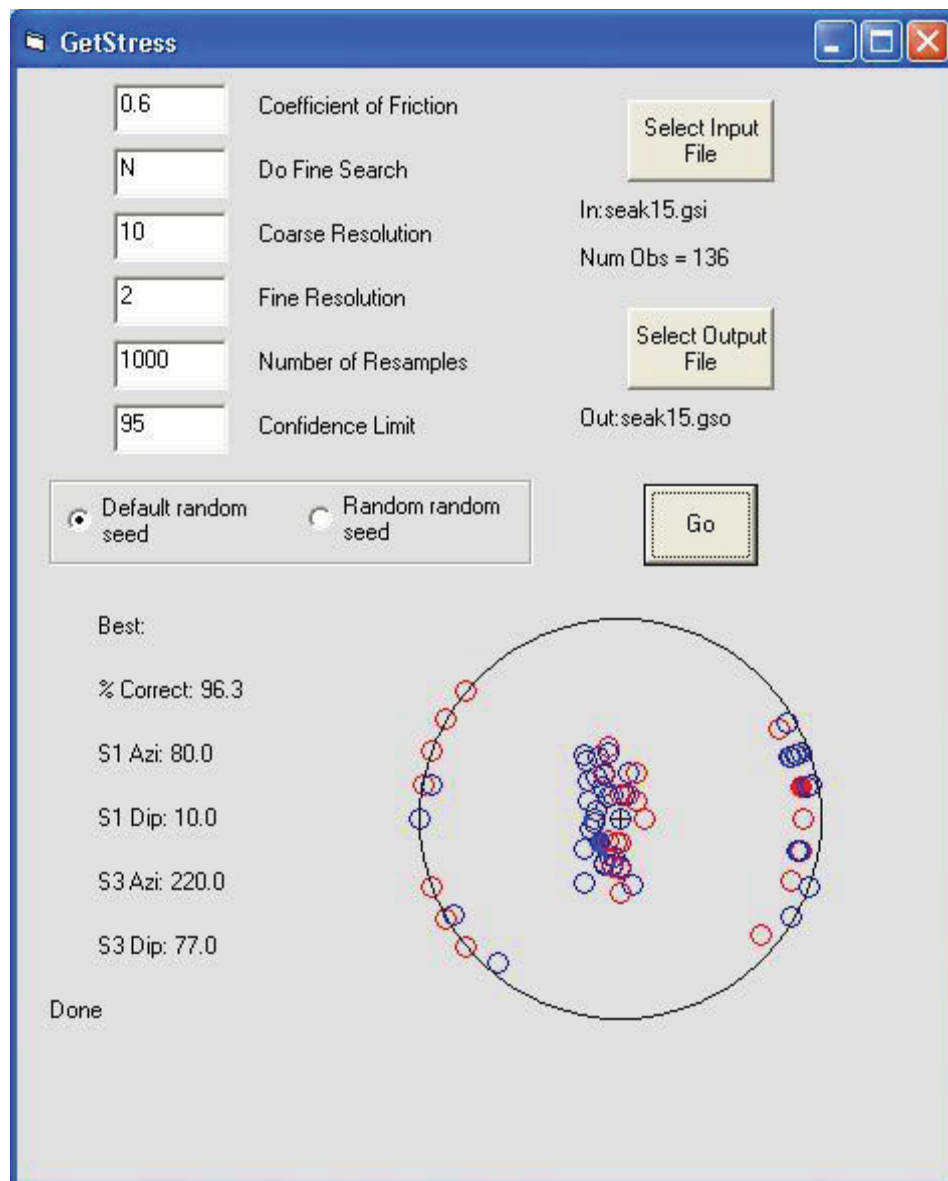 GetStress
0.6 Coefficient of Friction
N Do Fine Search
10 Coarse Resolution
2 Fine Resolution
1000 Number of Resamples
95 Confidence Limit
Select Input
File
In:seak15.gsi
Num Obs = 136
Select Output
File
Out:seak15.gso
Default random
seed
Random random
seed
Go
Best:
% Correct: 96.3
S1 Azi: 80.0
S1 Dip: 10.0
S3 Azi: 220.0
S3 Dip: 77.0
Done